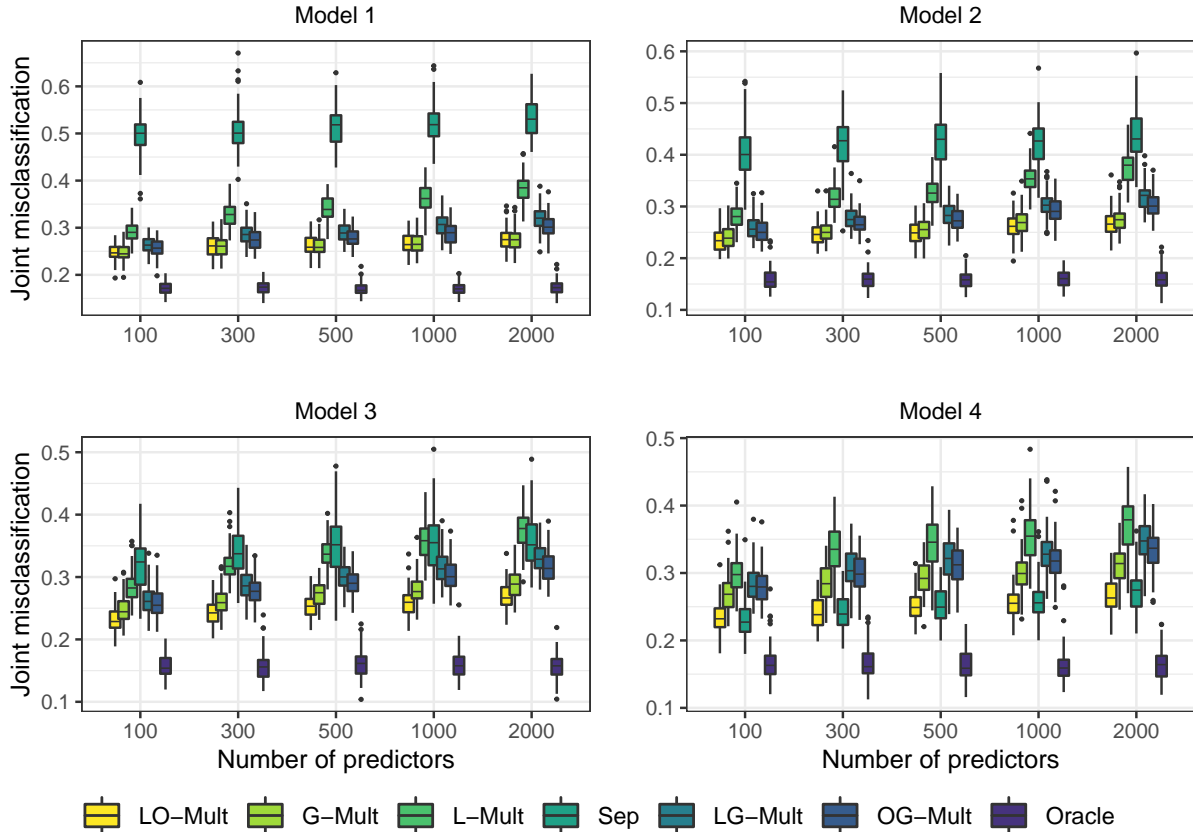 Model 1
Model 2
Joint misclassification
0.6
0.5
0.4
0.3
0.2
100
300
500
1000
2000
0.6
0.5
0.4
0.3
0.2
0.1
100
300
500
1000
2000
Model 3
Model 4
Joint misclassification
0.5
0.4
0.3
0.2
0.1
100
300
500
1000
2000
Number of predictors
0.5
0.4
0.3
0.2
0.1
100
300
500
1000
2000
Number of predictors
LO−Mult
G−Mult
L−Mult
Sep
LG−Mult
OG−Mult
Oracle